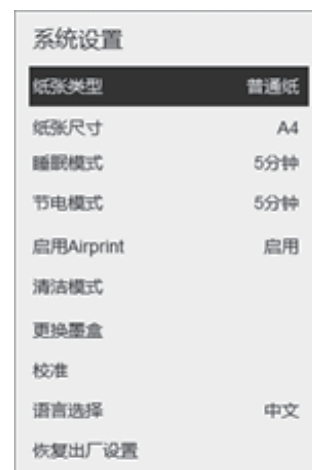 系统设置
纸张类型 普通纸
纸张尺寸 A4
睡眠模式 5分钟
节电模式 5分钟
启用Airprint 启用
清洁模式
更换墨盒
校准
语言选择 中文
恢复出厂设置